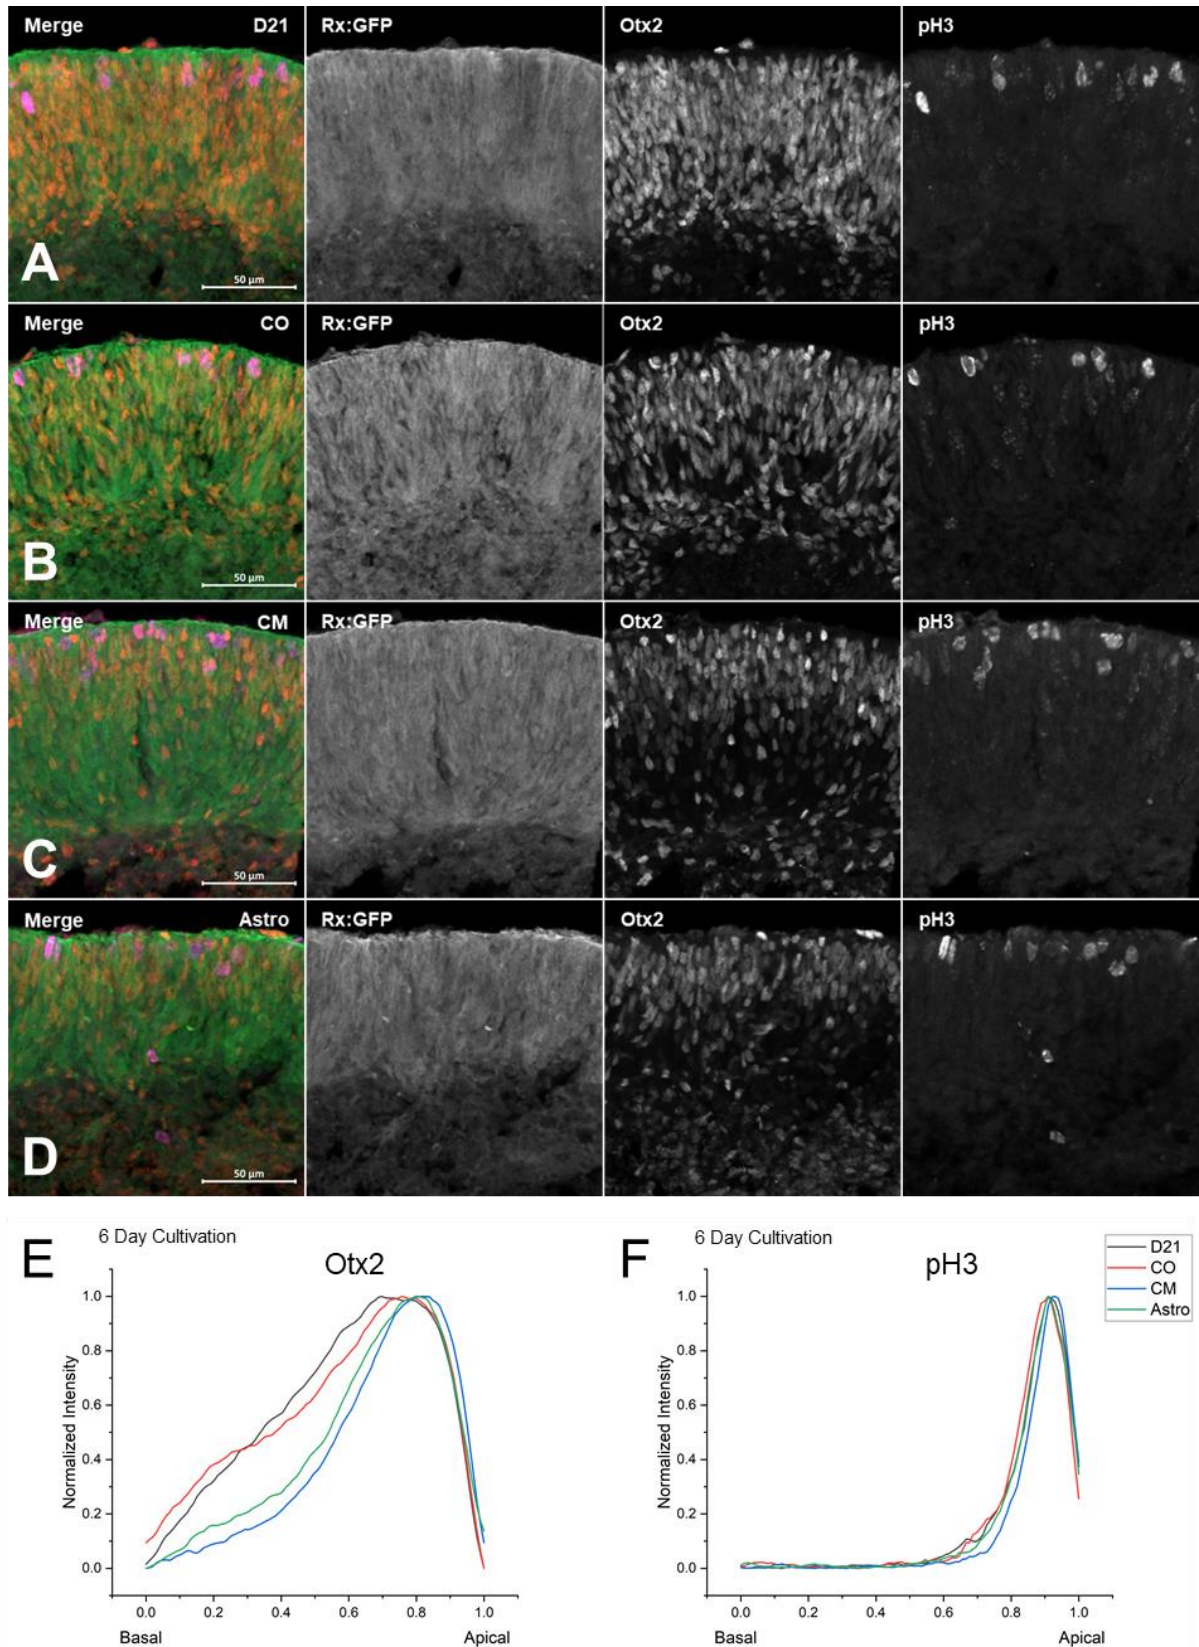 Merge D21 Rx:GFP Otx2 pH3
A 50 µm
Merge CO Rx:GFP Otx2 pH3
B 50 µm
Merge CM Rx:GFP Otx2 pH3
C 50 µm
Merge Astro Rx:GFP Otx2 pH3
D 50 µm
E 6 Day Cultivation
Otx2
Normalized Intensity
1.0
0.8
0.6
0.4
0.2
0.0
0.0 0.2 0.4 0.6 0.8 1.0
Basal Apical
F 6 Day Cultivation
pH3
D21
CO
CM
Astro
Normalized Intensity
1.0
0.8
0.6
0.4
0.2
0.0
0.0 0.2 0.4 0.6 0.8 1.0
Basal Apical